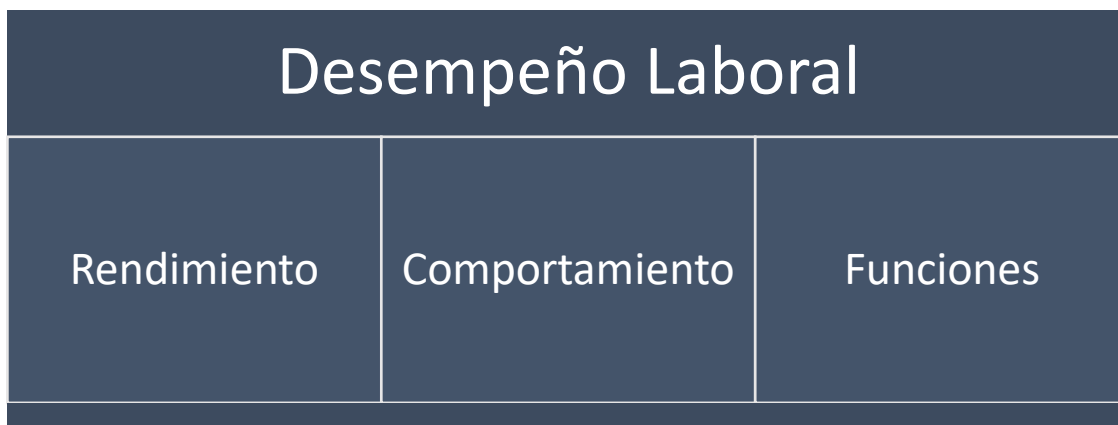 Desempeño Laboral
Rendimiento
Comportamiento
Funciones